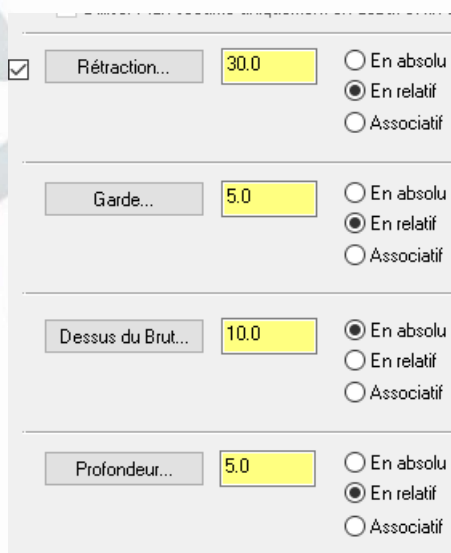 Rétraction... 30.0 En absolu
En relatif
Associatif
Garde... 5.0 En absolu
En relatif
Associatif
Dessus du Brut... 10.0 En absolu
En relatif
Associatif
Profondeur... 5.0 En absolu
En relatif
Associatif